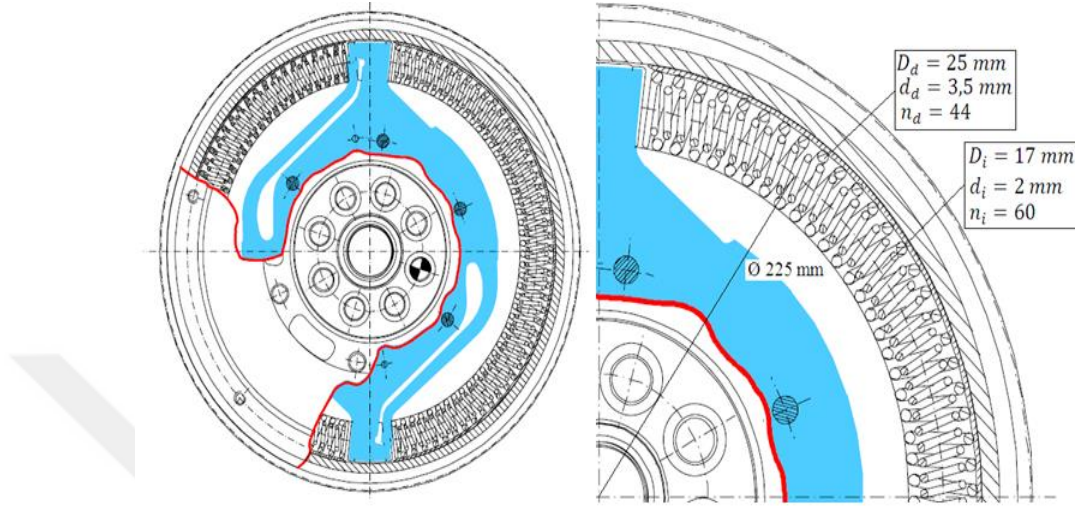 D_d = 25 mm
d_d = 3,5 mm
n_d = 44
D_i = 17 mm
d_i = 2 mm
n_i = 60
Ø 225 mm